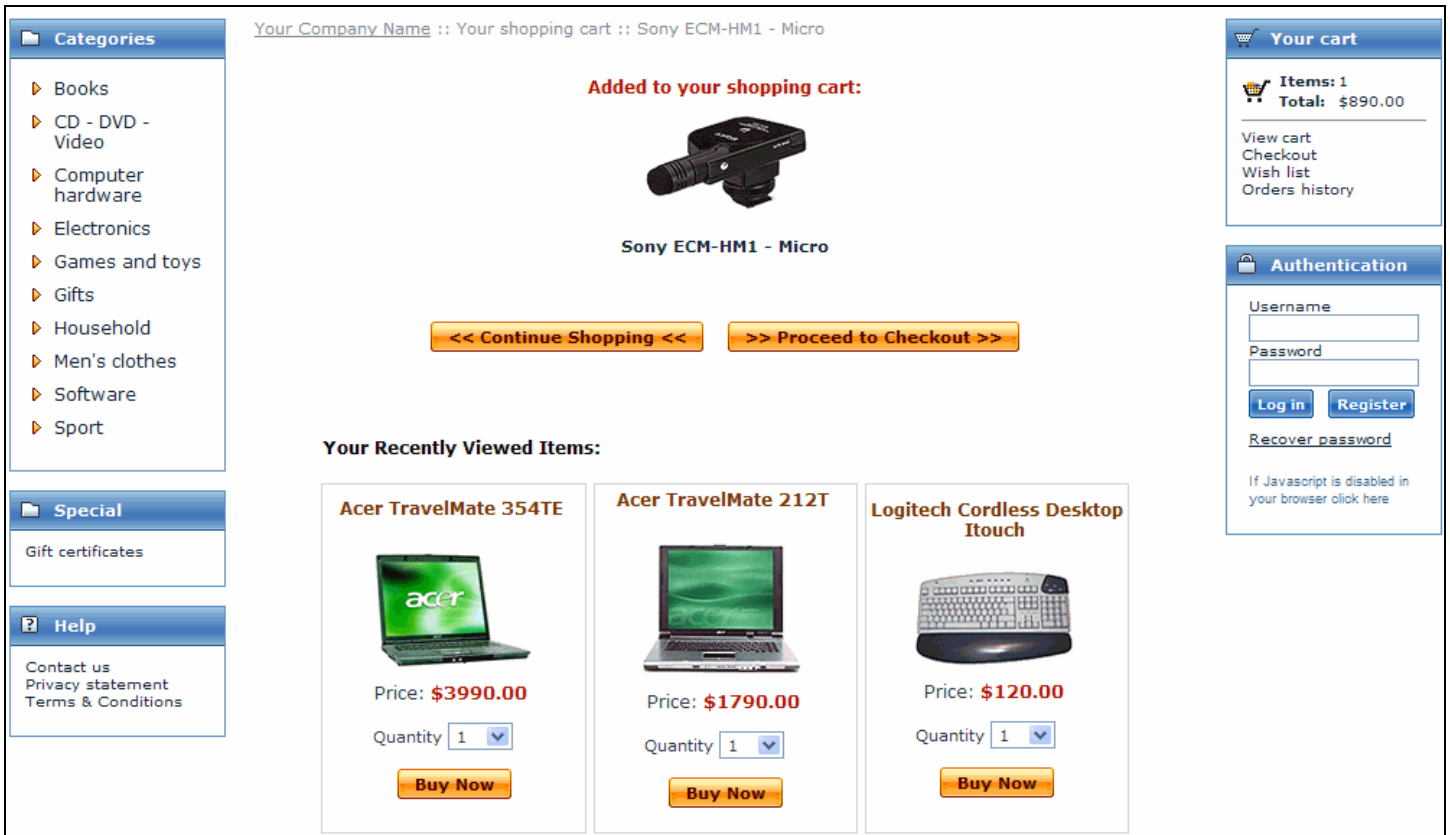 Categories
Books
CD - DVD -
Video
Computer
hardware
Electronics
Games and toys
Gifts
Household
Men's clothes
Software
Sport
Special
Gift certificates
Help
Contact us
Privacy statement
Terms & Conditions
Your Company Name :: Your shopping cart :: Sony ECM-HM1 - Micro
Added to your shopping cart:
SONY
Sony ECM-HM1 - Micro
<< Continue Shopping <<
>> Proceed to Checkout >>
Your Recently Viewed Items:
Acer TravelMate 354TE
acer
Price: $3990.00
Quantity 1
Buy Now
Acer TravelMate 212T
acer
Price: $1790.00
Quantity 1
Buy Now
Logitech Cordless Desktop
Itouch
Price: $120.00
Quantity 1
Buy Now
Your cart
Items: 1
Total: $890.00
View cart
Checkout
Wish list
Orders history
Authentication
Username
Password
Log in
Register
Recover password
If Javascript is disabled in
your browser click here